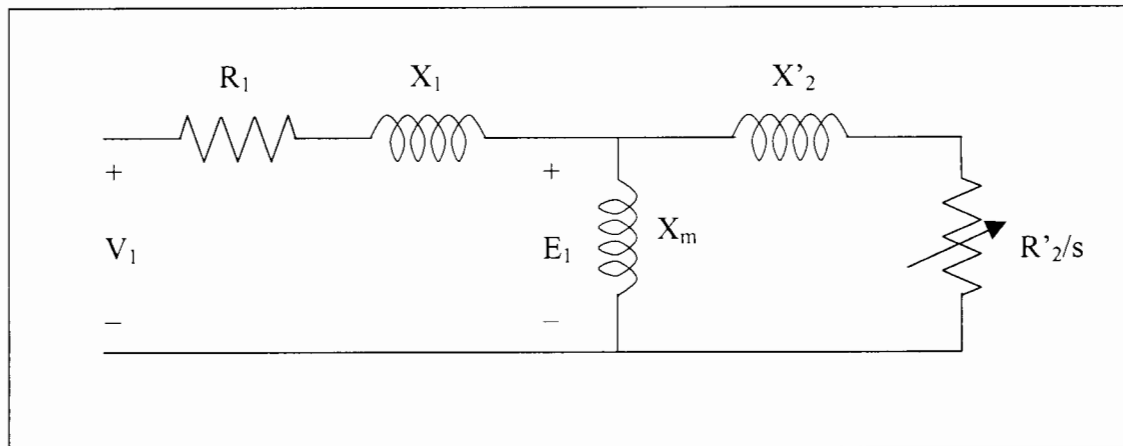 R₁
X₁
X’₂
+
+
V₁
E₁
Xₘ
R’₂/s
–
–